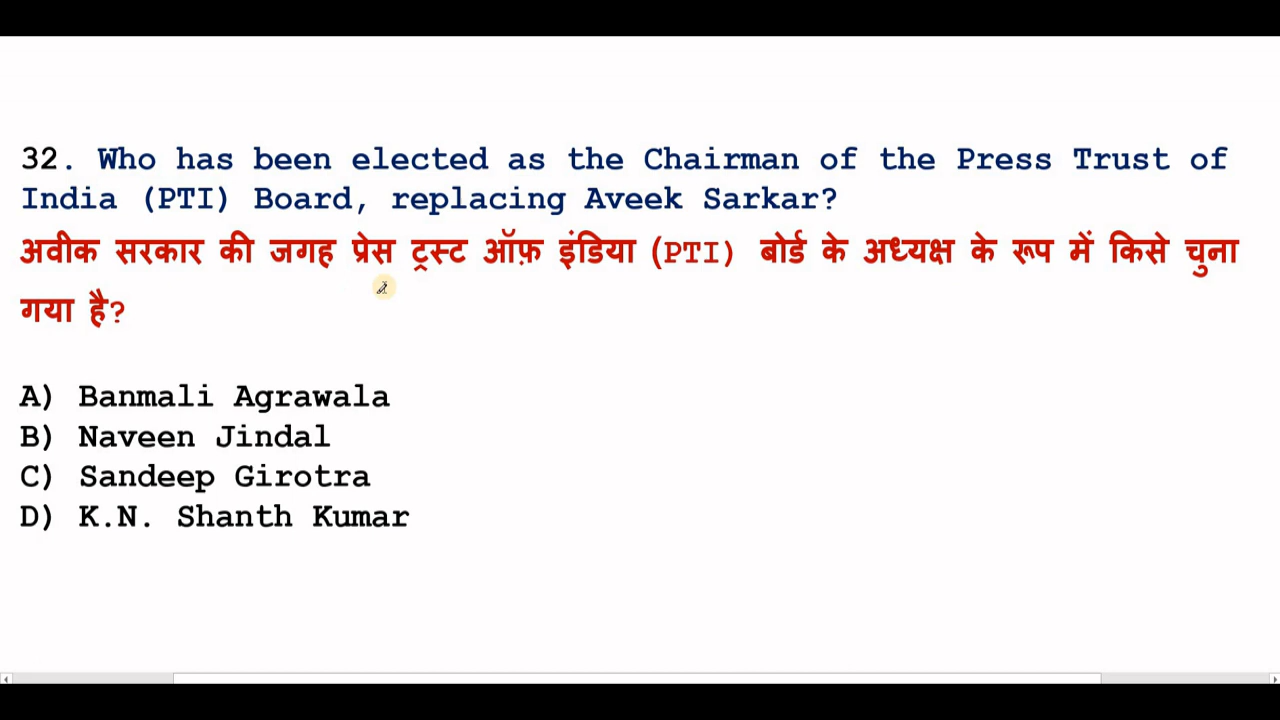 32. Who has been elected as the Chairman of the Press Trust of
India (PTI) Board, replacing Aveek Sarkar?
अवीक सरकार की जगह प्रेस ट्रस्ट ऑफ़ इंडिया (PTI) बोर्ड के अध्यक्ष के रूप में किसे चुना
गया है?
A) Banmali Agrawala
B) Naveen Jindal
C) Sandeep Girotra
D) K.N. Shanth Kumar